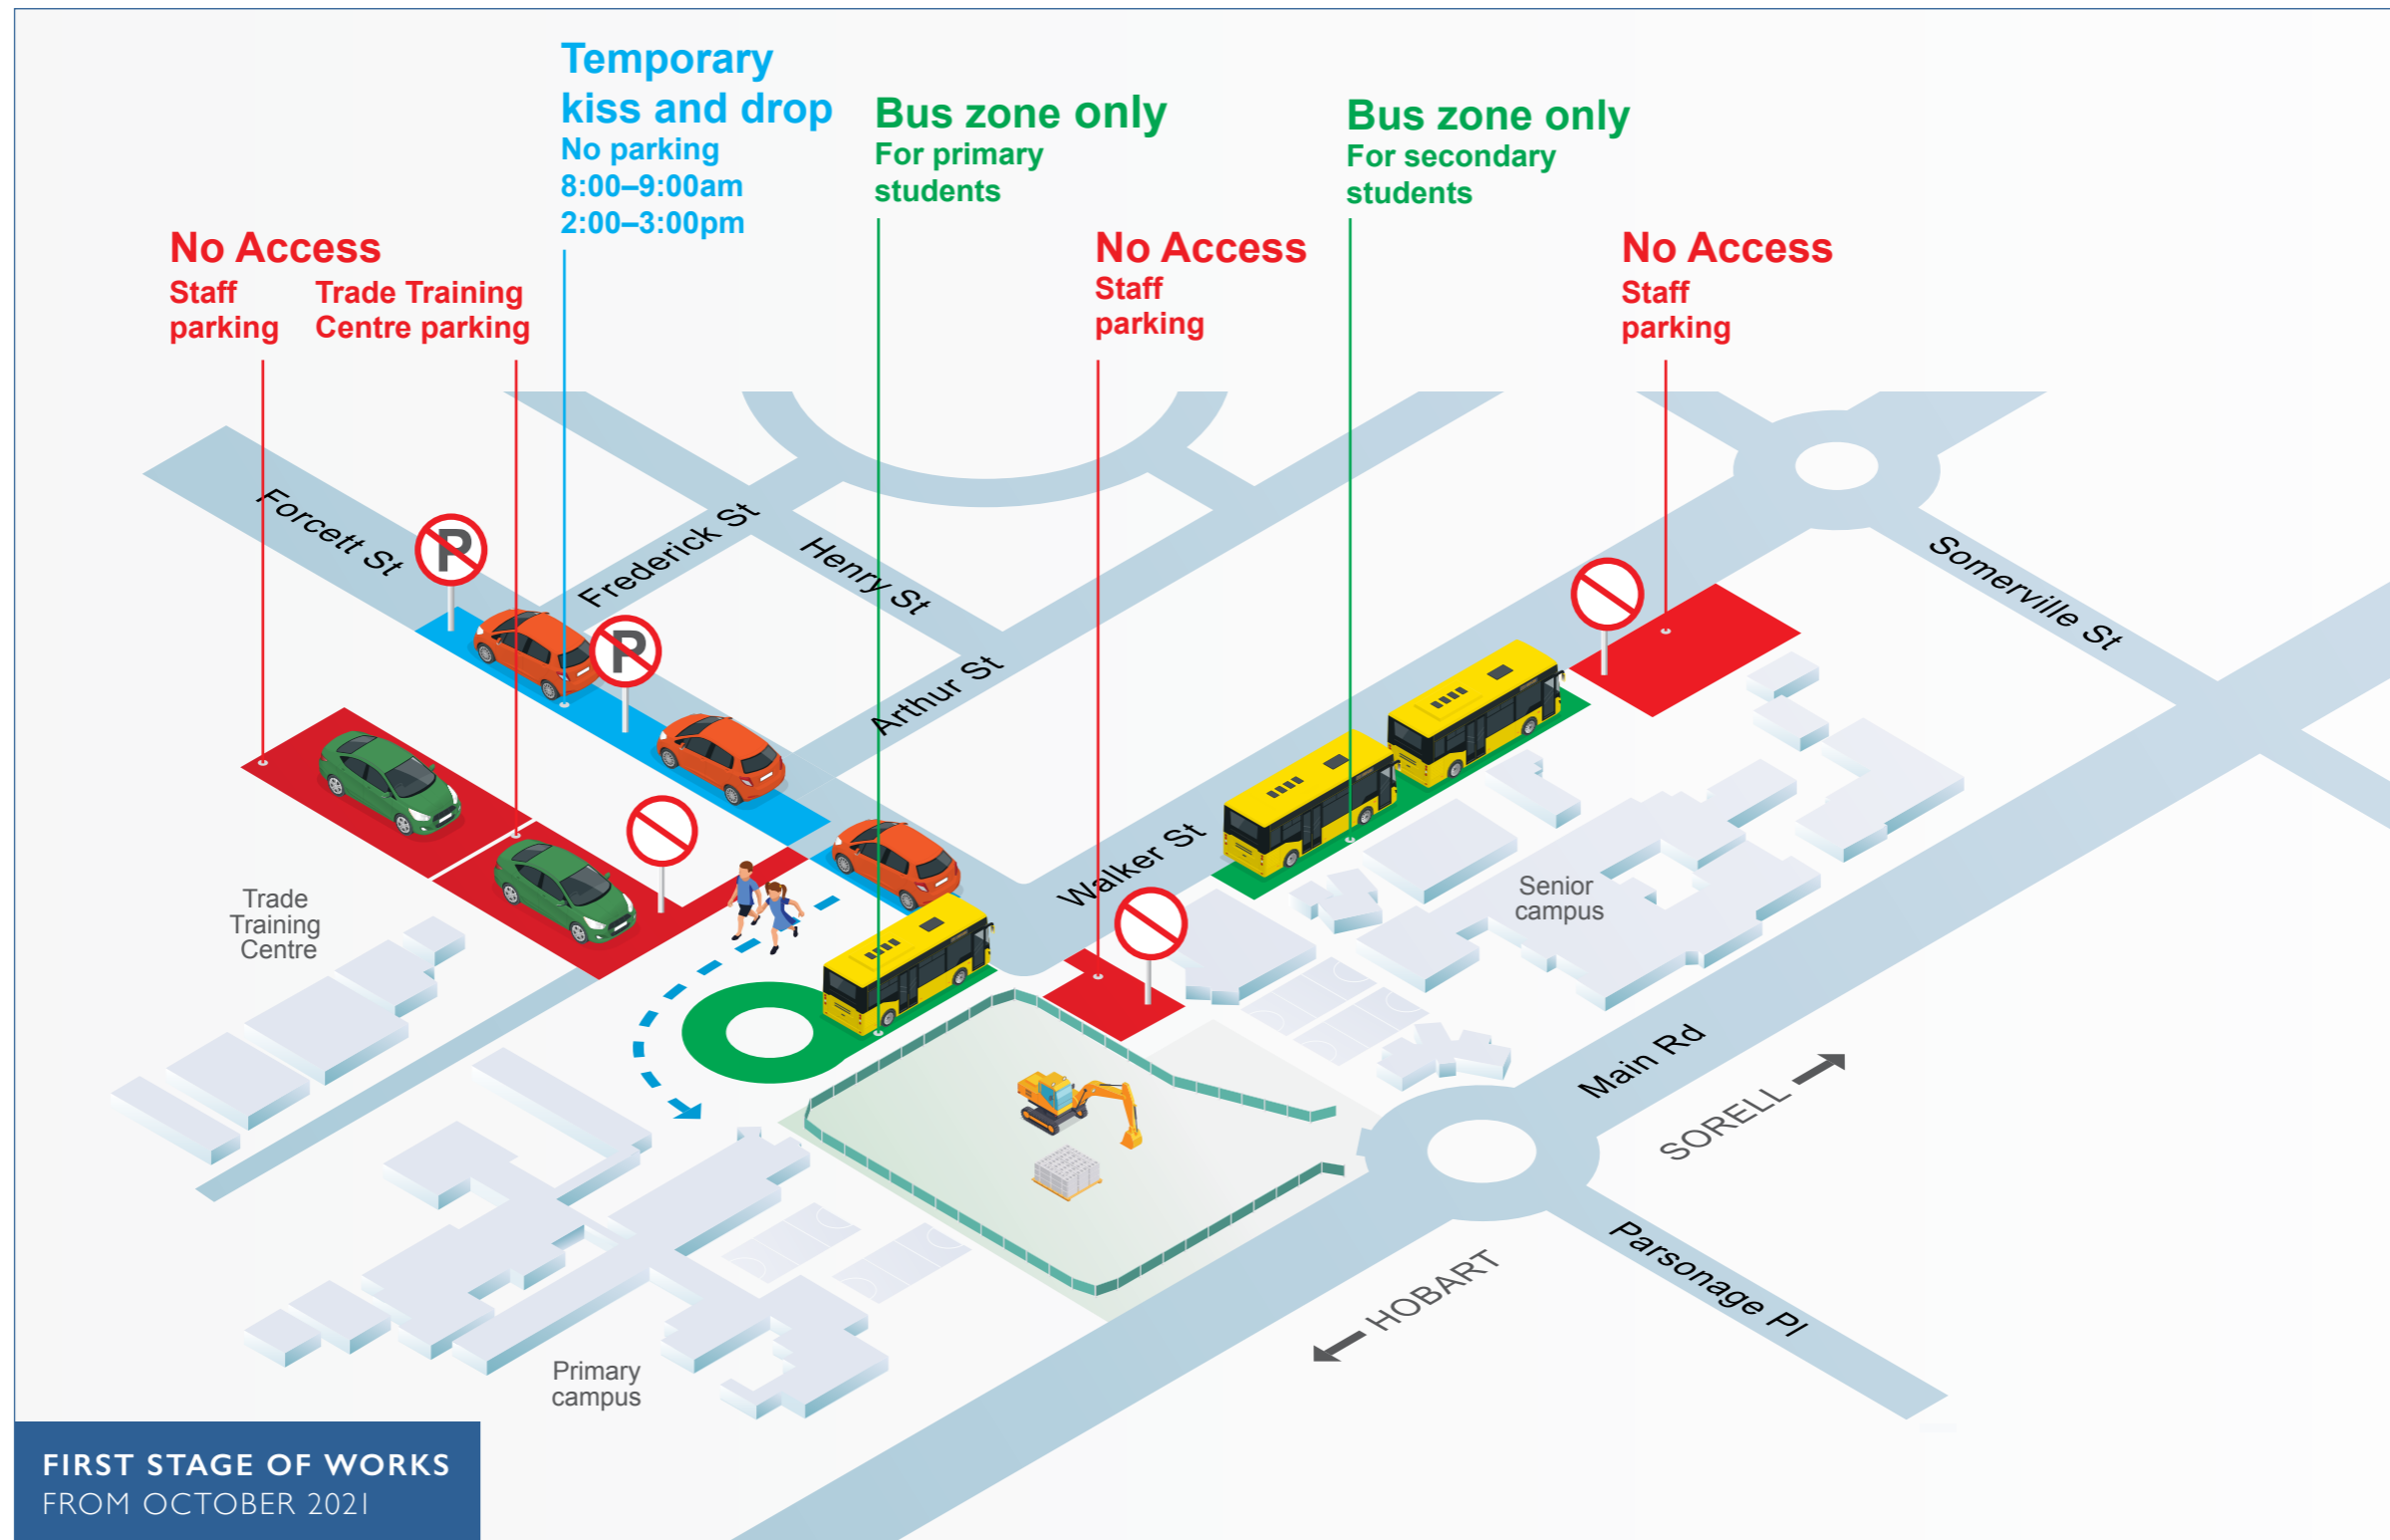 Temporary
kiss and drop
No parking
8:00–9:00am
2:00–3:00pm
Bus zone only
For primary
students
Bus zone only
For secondary
students
No Access
Staff
parking
Trade Training
Centre parking
No Access
Staff
parking
No Access
Staff
parking
Forcett St
P
Frederick St
P
Henry St
Arthur St
Somerville St
Walker St
Trade
Training
Centre
Senior
campus
Main Rd
SORELL
HOBART
Parsonage Pl
Primary
campus
FIRST STAGE OF WORKS
FROM OCTOBER 2021